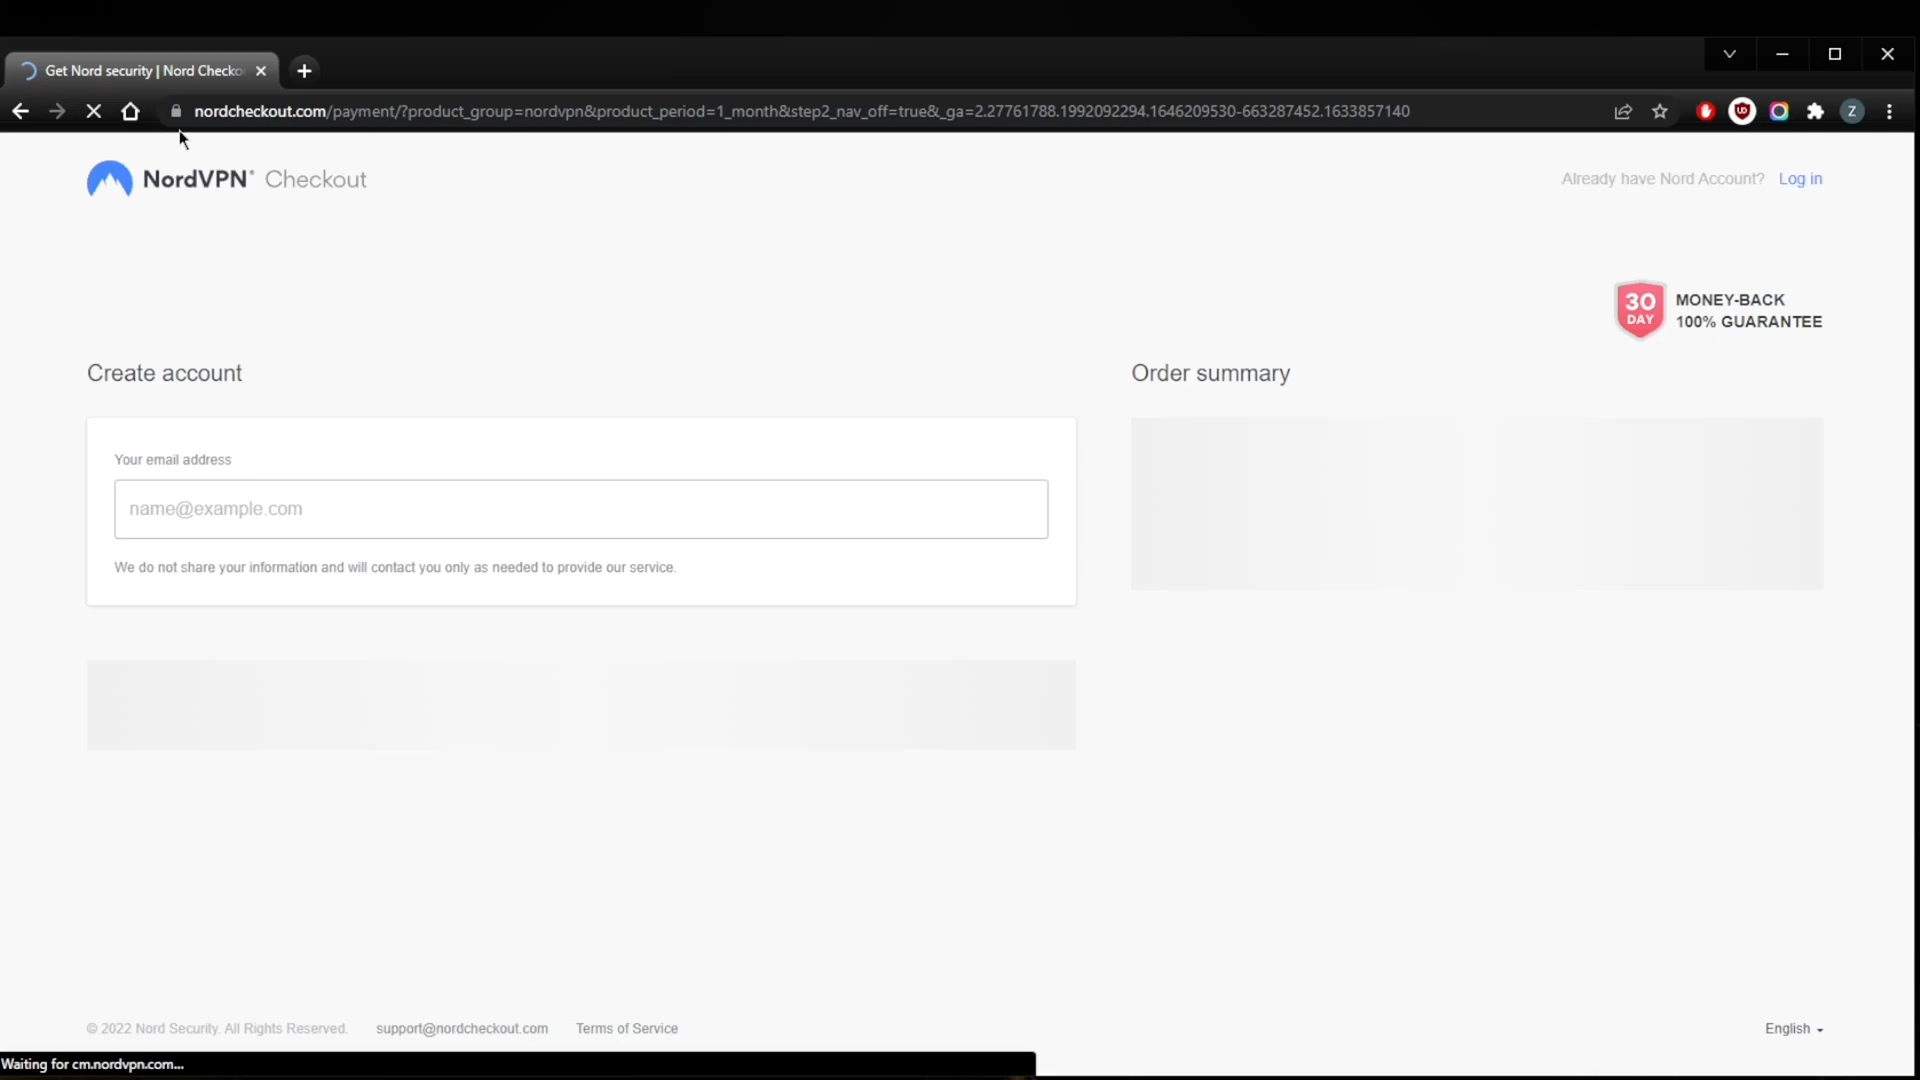 Get Nord security | Nord Checko
nordcheckout.com/payment/?product_group=nordvpn&product_period=1_month&step2_nav_off=true&_ga=2.27761788.1992092294.1646209530-663287452.1633857140
Z
NordVPN® Checkout
Already have Nord Account? Log in
30 DAY
MONEY-BACK
100% GUARANTEE
Create account
Order summary
Your email address
name@example.com
We do not share your information and will contact you only as needed to provide our service.
© 2022 Nord Security. All Rights Reserved. support@nordcheckout.com Terms of Service
English
Waiting for cm.nordvpn.com...